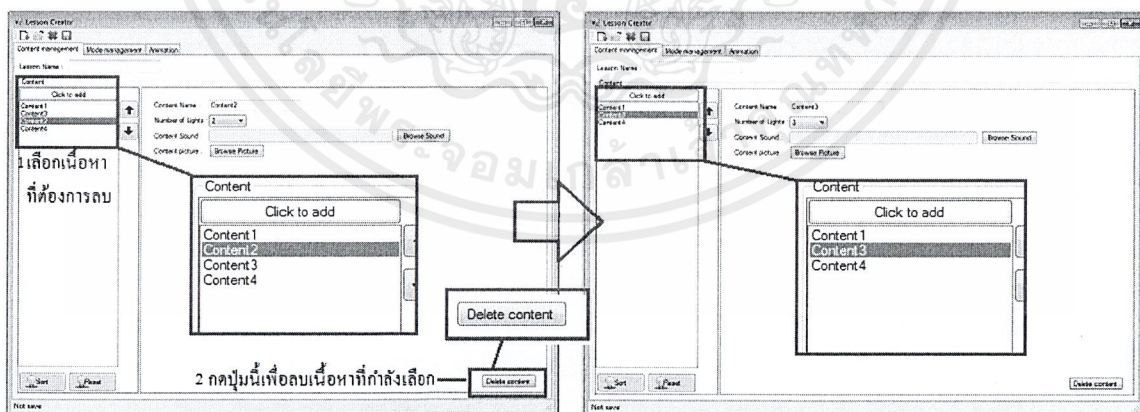 Lesson Creator
Content management Mode management Animation
Lesson Name :
Content
Click to add
Content1
Content3
Content2
Content4
Content Name Content2
Number of Lights 2
Content Sound Browse Sound
Content picture Browse Picture
1 เลือกเนื้อหา
ที่ต้องการลบ
Content
Click to add
Content1
Content2
Content3
Content4
Delete content
2 กดปุ่มนี้เพื่อลบเนื้อหาที่กำลังเลือก
Delete content
Sort Reset
Not save
Lesson Creator
Content management Mode management Animation
Lesson Name
Content
Click to add
Content1
Content3
Content4
Content Name Content3
Number of Lights 3
Content Sound Browse Sound
Content picture Browse Picture
Content
Click to add
Content1
Content3
Content4
Sort Reset
Delete content
Not save